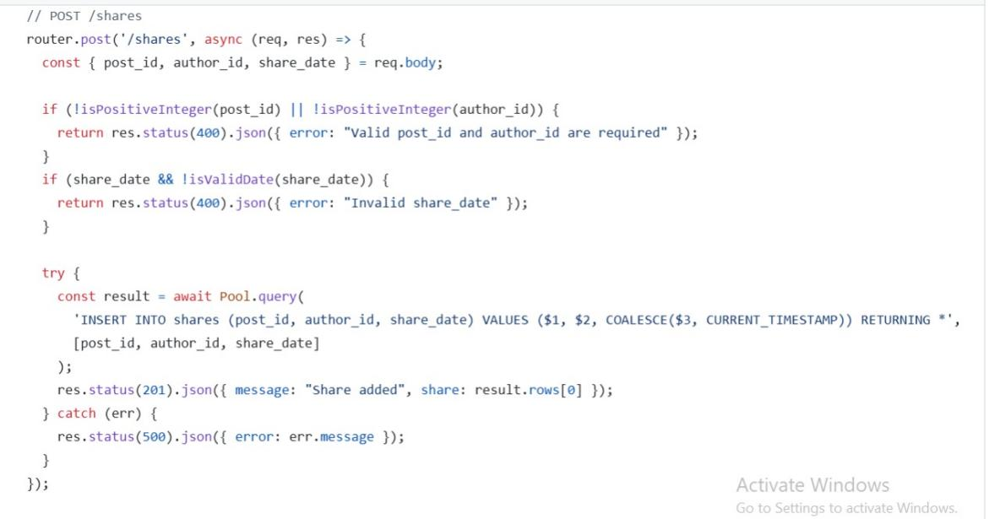 // POST /shares
router.post('/shares', async (req, res) => {
const { post_id, author_id, share_date } = req.body;
if (!isPositiveInteger(post_id) || !isPositiveInteger(author_id)) {
return res.status(400).json({ error: "Valid post_id and author_id are required" });
}
if (share_date && !isValidDate(share_date)) {
return res.status(400).json({ error: "Invalid share_date" });
}
try {
const result = await Pool.query(
'INSERT INTO shares (post_id, author_id, share_date) VALUES ($1, $2, COALESCE($3, CURRENT_TIMESTAMP)) RETURNING *',
[post_id, author_id, share_date]
);
res.status(201).json({ message: "Share added", share: result.rows[0] });
} catch (err) {
res.status(500).json({ error: err.message });
}
});
Activate Windows
Go to Settings to activate Windows.